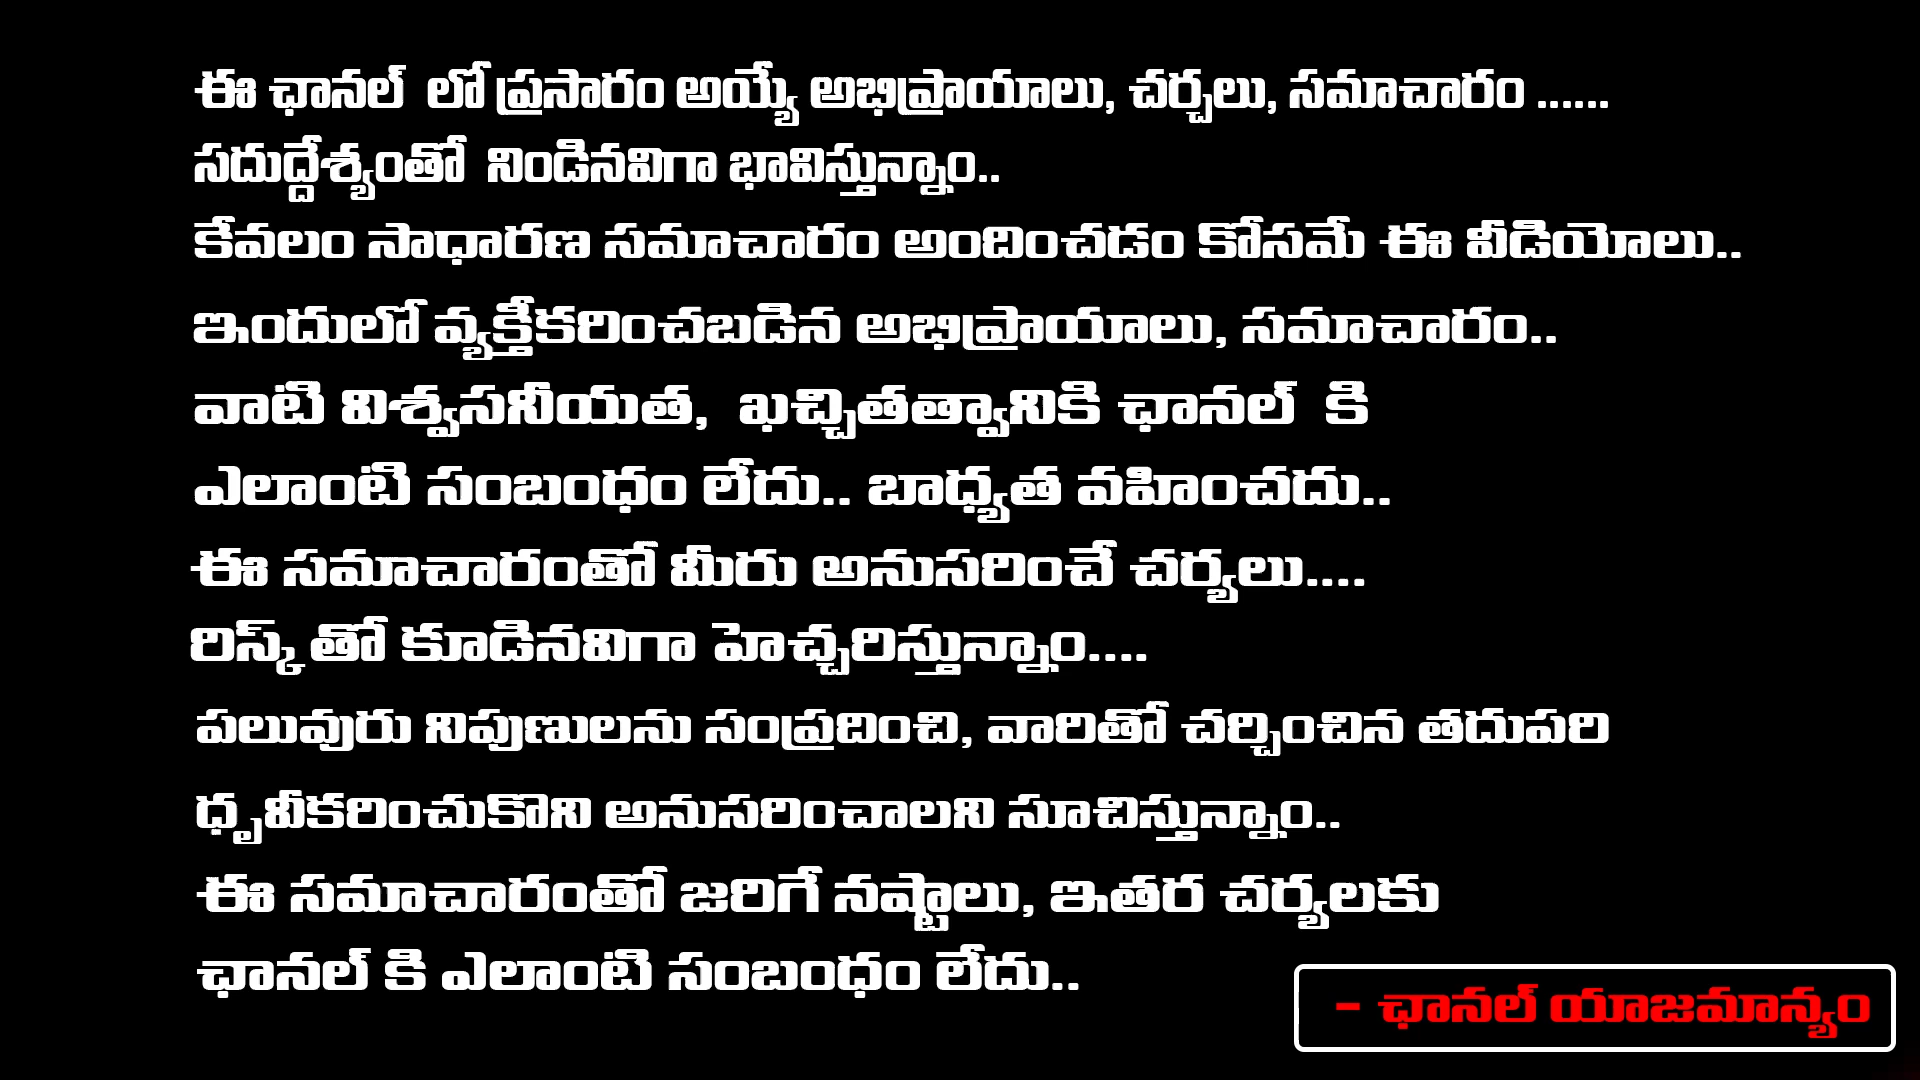 ఈ ఛానల్ లో ప్రసారం అయ్యే అభిప్రాయాలు, చర్చలు, సమాచారం ......
సదుద్దేశ్యంతో నిండినవిగా భావిస్తున్నాం..
కేవలం సాధారణ సమాచారం అందించడం కోసమే ఈ వీడియోలు..
ఇందులో వ్యక్తీకరించబడిన అభిప్రాయాలు, సమాచారం..
వాటి విశ్వసనీయత, ఖచ్చితత్వానికి ఛానల్ కి
ఎలాంటి సంబంధం లేదు.. బాధ్యత వహించదు..
ఈ సమాచారంతో మీరు అనుసరించే చర్యలు....
రిస్క్ తో కూడినవిగా హెచ్చరిస్తున్నాం....
పలువురు నిపుణులను సంప్రదించి, వారితో చర్చించిన తదుపరి
ధృవీకరించుకొని అనుసరించాలని సూచిస్తున్నాం..
ఈ సమాచారంతో జరిగే నష్టాలు, ఇతర చర్యలకు
ఛానల్ కి ఎలాంటి సంబంధం లేదు..
- ఛానల్ యాజమాన్యం